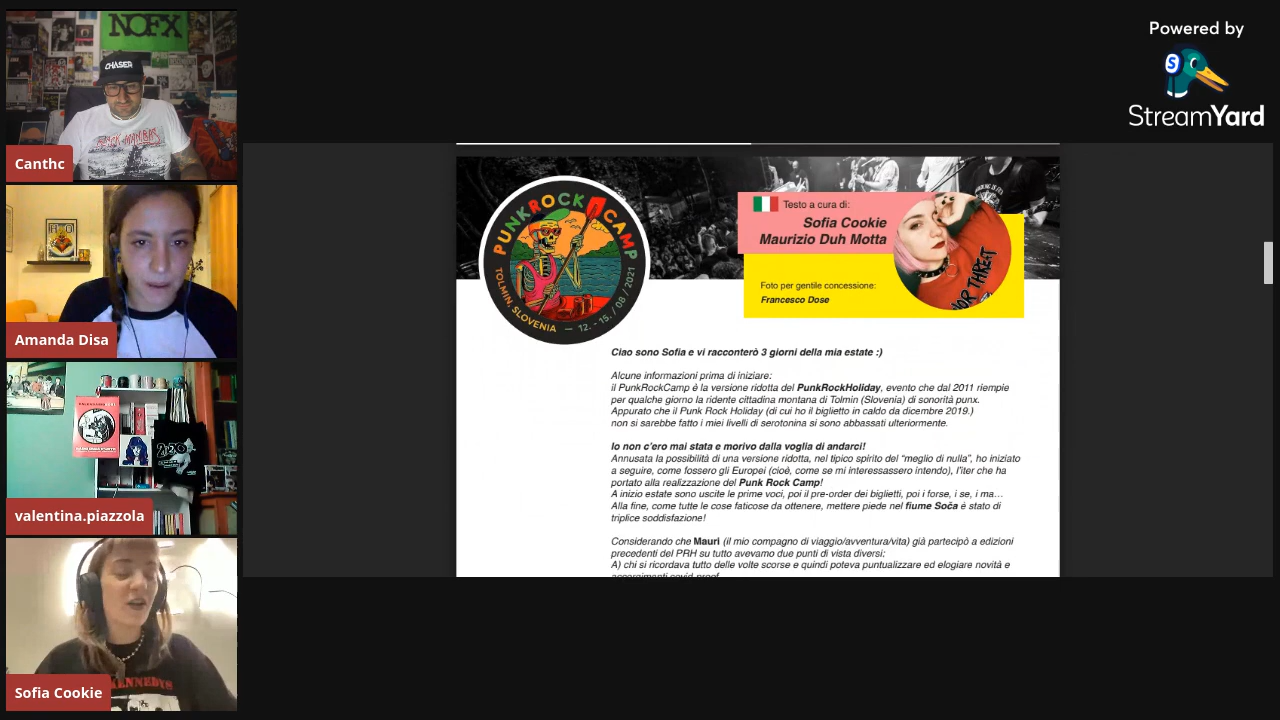 NOFX
CHASER
Canthc
Amanda Disa
valentina.piazzola
KENNEDYS
Sofia Cookie
Powered by
S
StreamYard
PUNK ROCK CAMP
TOLMIN SLOVENIA — 12. - 15. / 08 / 2021
Testo a cura di:
Sofia Cookie
Maurizio Duh Motta
Foto per gentile concessione:
Francesco Dose
NOR THREAT
Ciao sono Sofia e vi racconterò 3 giorni della mia estate :)
Alcune informazioni prima di iniziare:
il PunkRockCamp è la versione ridotta del PunkRockHoliday, evento che dal 2011 riempie
per qualche giorno la ridente cittadina montana di Tolmin (Slovenia) di sonorità punx.
Appurato che il Punk Rock Holiday (di cui ho il biglietto in caldo da dicembre 2019.)
non si sarebbe fatto i miei livelli di serotonina si sono abbassati ulteriormente.
Io non c'ero mai stata e morivo dalla voglia di andarci!
Annusata la possibilità di una versione ridotta, nel tipico spirito del "meglio di nulla", ho iniziato
a seguire, come fossero gli Europei (cioè, come se mi interessassero intendo), l'iter che ha
portato alla realizzazione del Punk Rock Camp!
A inizio estate sono uscite le prime voci, poi il pre-order dei biglietti, poi i forse, i se, i ma…
Alla fine, come tutte le cose faticose da ottenere, mettere piede nel fiume Soča è stato di
triplice soddisfazione!
Considerando che Mauri (il mio compagno di viaggio/avventura/vita) già partecipò a edizioni
precedenti del PRH su tutto avevamo due punti di vista diversi:
A) chi si ricordava tutto delle volte scorse e quindi poteva puntualizzare ed elogiare novità e